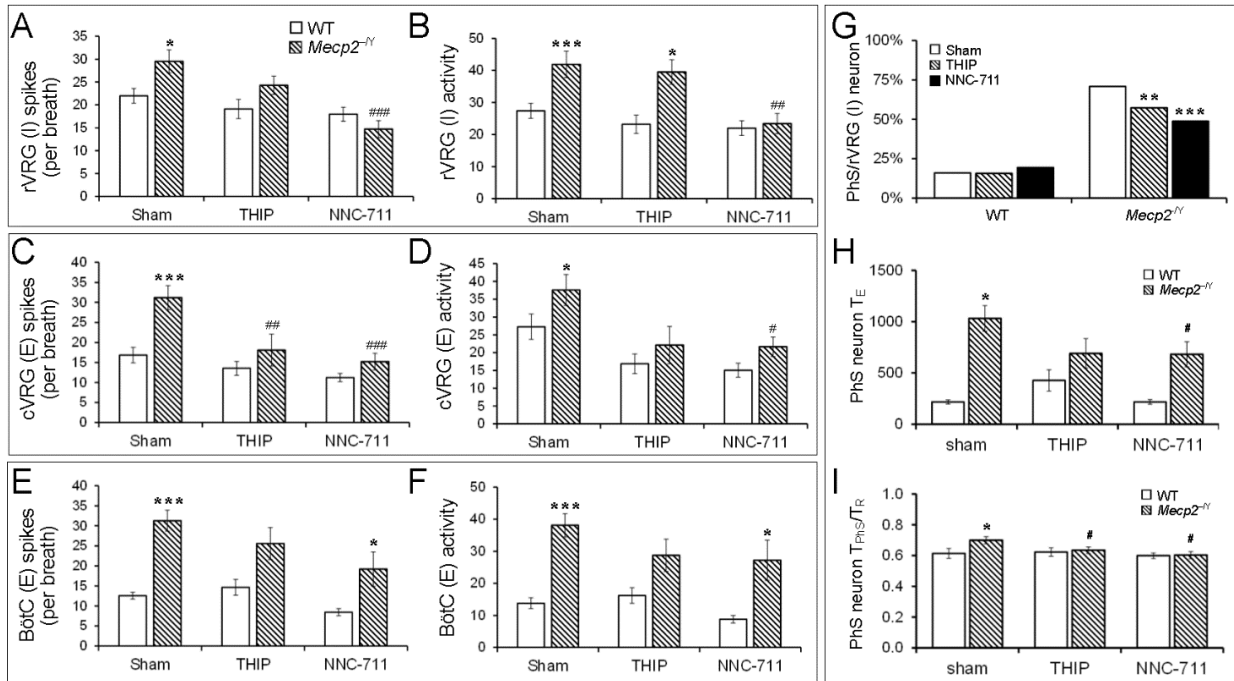 A
rVRG (I) spikes
(per breath)
35
30
25
20
15
10
5
0
*
###
WT
Mecp2⁻/ʸ
Sham
THIP
NNC-711
B
rVRG (I) activity
50
40
30
20
10
0
***
*
##
Sham
THIP
NNC-711
C
cVRG (E) spikes
(per breath)
40
35
30
25
20
15
10
5
0
***
##
###
Sham
THIP
NNC-711
D
cVRG (E) activity
45
40
35
30
25
20
15
10
5
0
*
#
Sham
THIP
NNC-711
E
BötC (E) spikes
(per breath)
40
35
30
25
20
15
10
5
0
***
*
Sham
THIP
NNC-711
F
BötC (E) activity
50
40
30
20
10
0
***
*
Sham
THIP
NNC-711
G
PhS/rVRG (I) neuron
100%
75%
50%
25%
0%
Sham
THIP
NNC-711
**
***
WT
Mecp2⁻/ʸ
H
PhS neuron T_E
1500
1000
500
0
*
#
WT
Mecp2⁻/ʸ
sham
THIP
NNC-711
I
PhS neuron T_PhS/T_R
1.0
0.8
0.6
0.4
0.2
0.0
*
#
#
WT
Mecp2⁻/ʸ
sham
THIP
NNC-711